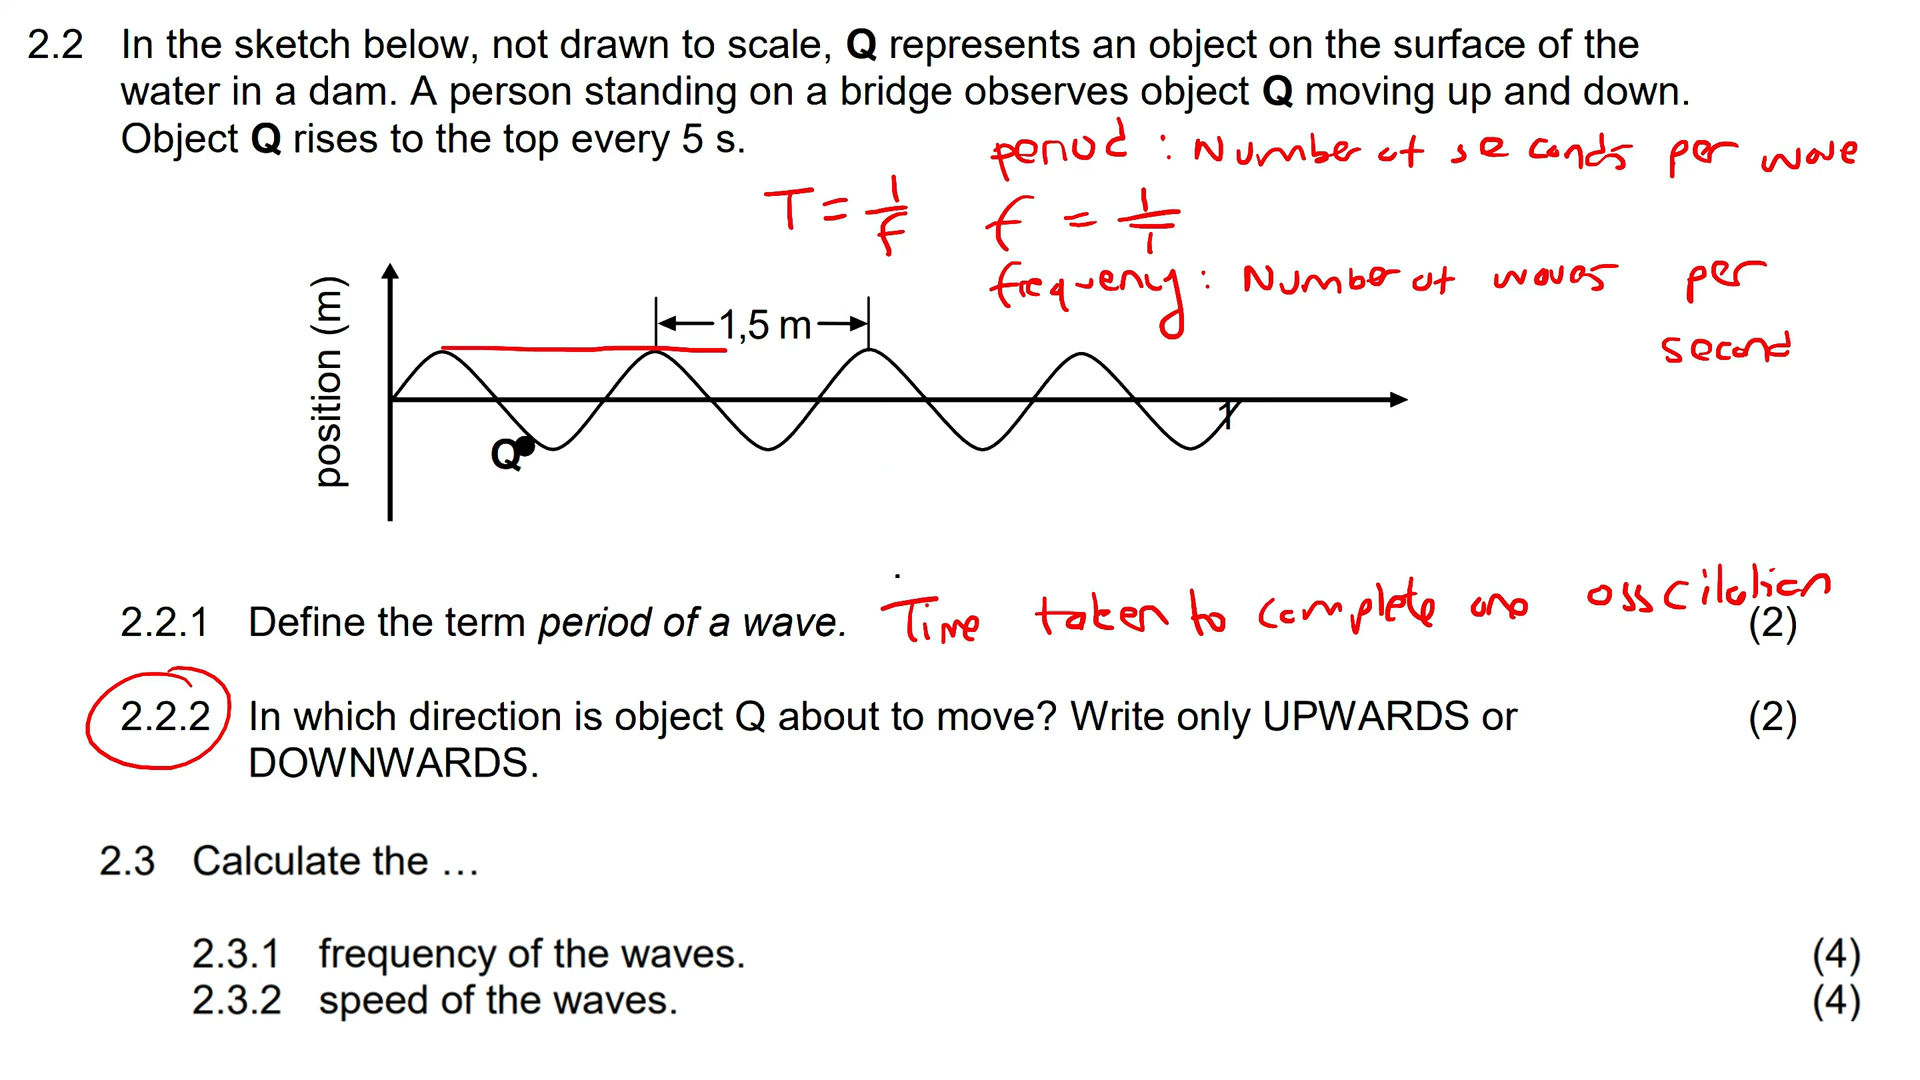 2.2 In the sketch below, not drawn to scale, Q represents an object on the surface of the
water in a dam. A person standing on a bridge observes object Q moving up and down.
Object Q rises to the top every 5 s.
period : Number of seconds per wave
T = 1/f f = 1/T
frequency : Number of waves per
second
position (m)
1,5 m
1
Q
2.2.1 Define the term period of a wave. Time taken to complete one osscilation (2)
2.2.2 In which direction is object Q about to move? Write only UPWARDS or (2)
DOWNWARDS.
2.3 Calculate the …
2.3.1 frequency of the waves. (4)
2.3.2 speed of the waves. (4)